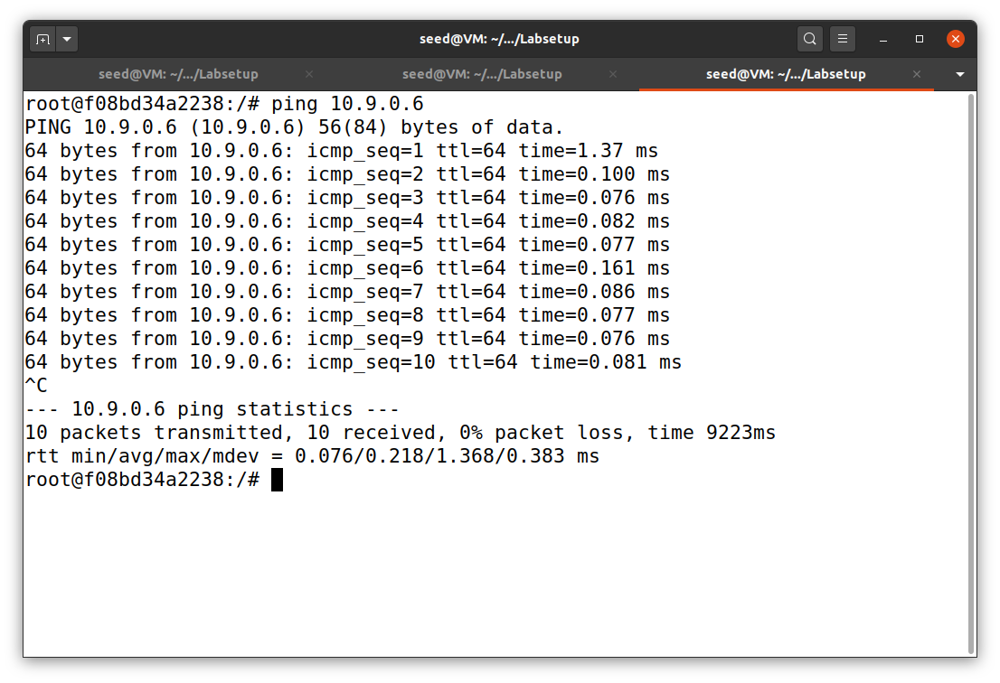 seed@VM: ~/.../Labsetup
seed@VM: ~/.../Labsetup seed@VM: ~/.../Labsetup seed@VM: ~/.../Labsetup
root@f08bd34a2238:/# ping 10.9.0.6
PING 10.9.0.6 (10.9.0.6) 56(84) bytes of data.
64 bytes from 10.9.0.6: icmp_seq=1 ttl=64 time=1.37 ms
64 bytes from 10.9.0.6: icmp_seq=2 ttl=64 time=0.100 ms
64 bytes from 10.9.0.6: icmp_seq=3 ttl=64 time=0.076 ms
64 bytes from 10.9.0.6: icmp_seq=4 ttl=64 time=0.082 ms
64 bytes from 10.9.0.6: icmp_seq=5 ttl=64 time=0.077 ms
64 bytes from 10.9.0.6: icmp_seq=6 ttl=64 time=0.161 ms
64 bytes from 10.9.0.6: icmp_seq=7 ttl=64 time=0.086 ms
64 bytes from 10.9.0.6: icmp_seq=8 ttl=64 time=0.077 ms
64 bytes from 10.9.0.6: icmp_seq=9 ttl=64 time=0.076 ms
64 bytes from 10.9.0.6: icmp_seq=10 ttl=64 time=0.081 ms
^C
--- 10.9.0.6 ping statistics ---
10 packets transmitted, 10 received, 0% packet loss, time 9223ms
rtt min/avg/max/mdev = 0.076/0.218/1.368/0.383 ms
root@f08bd34a2238:/#